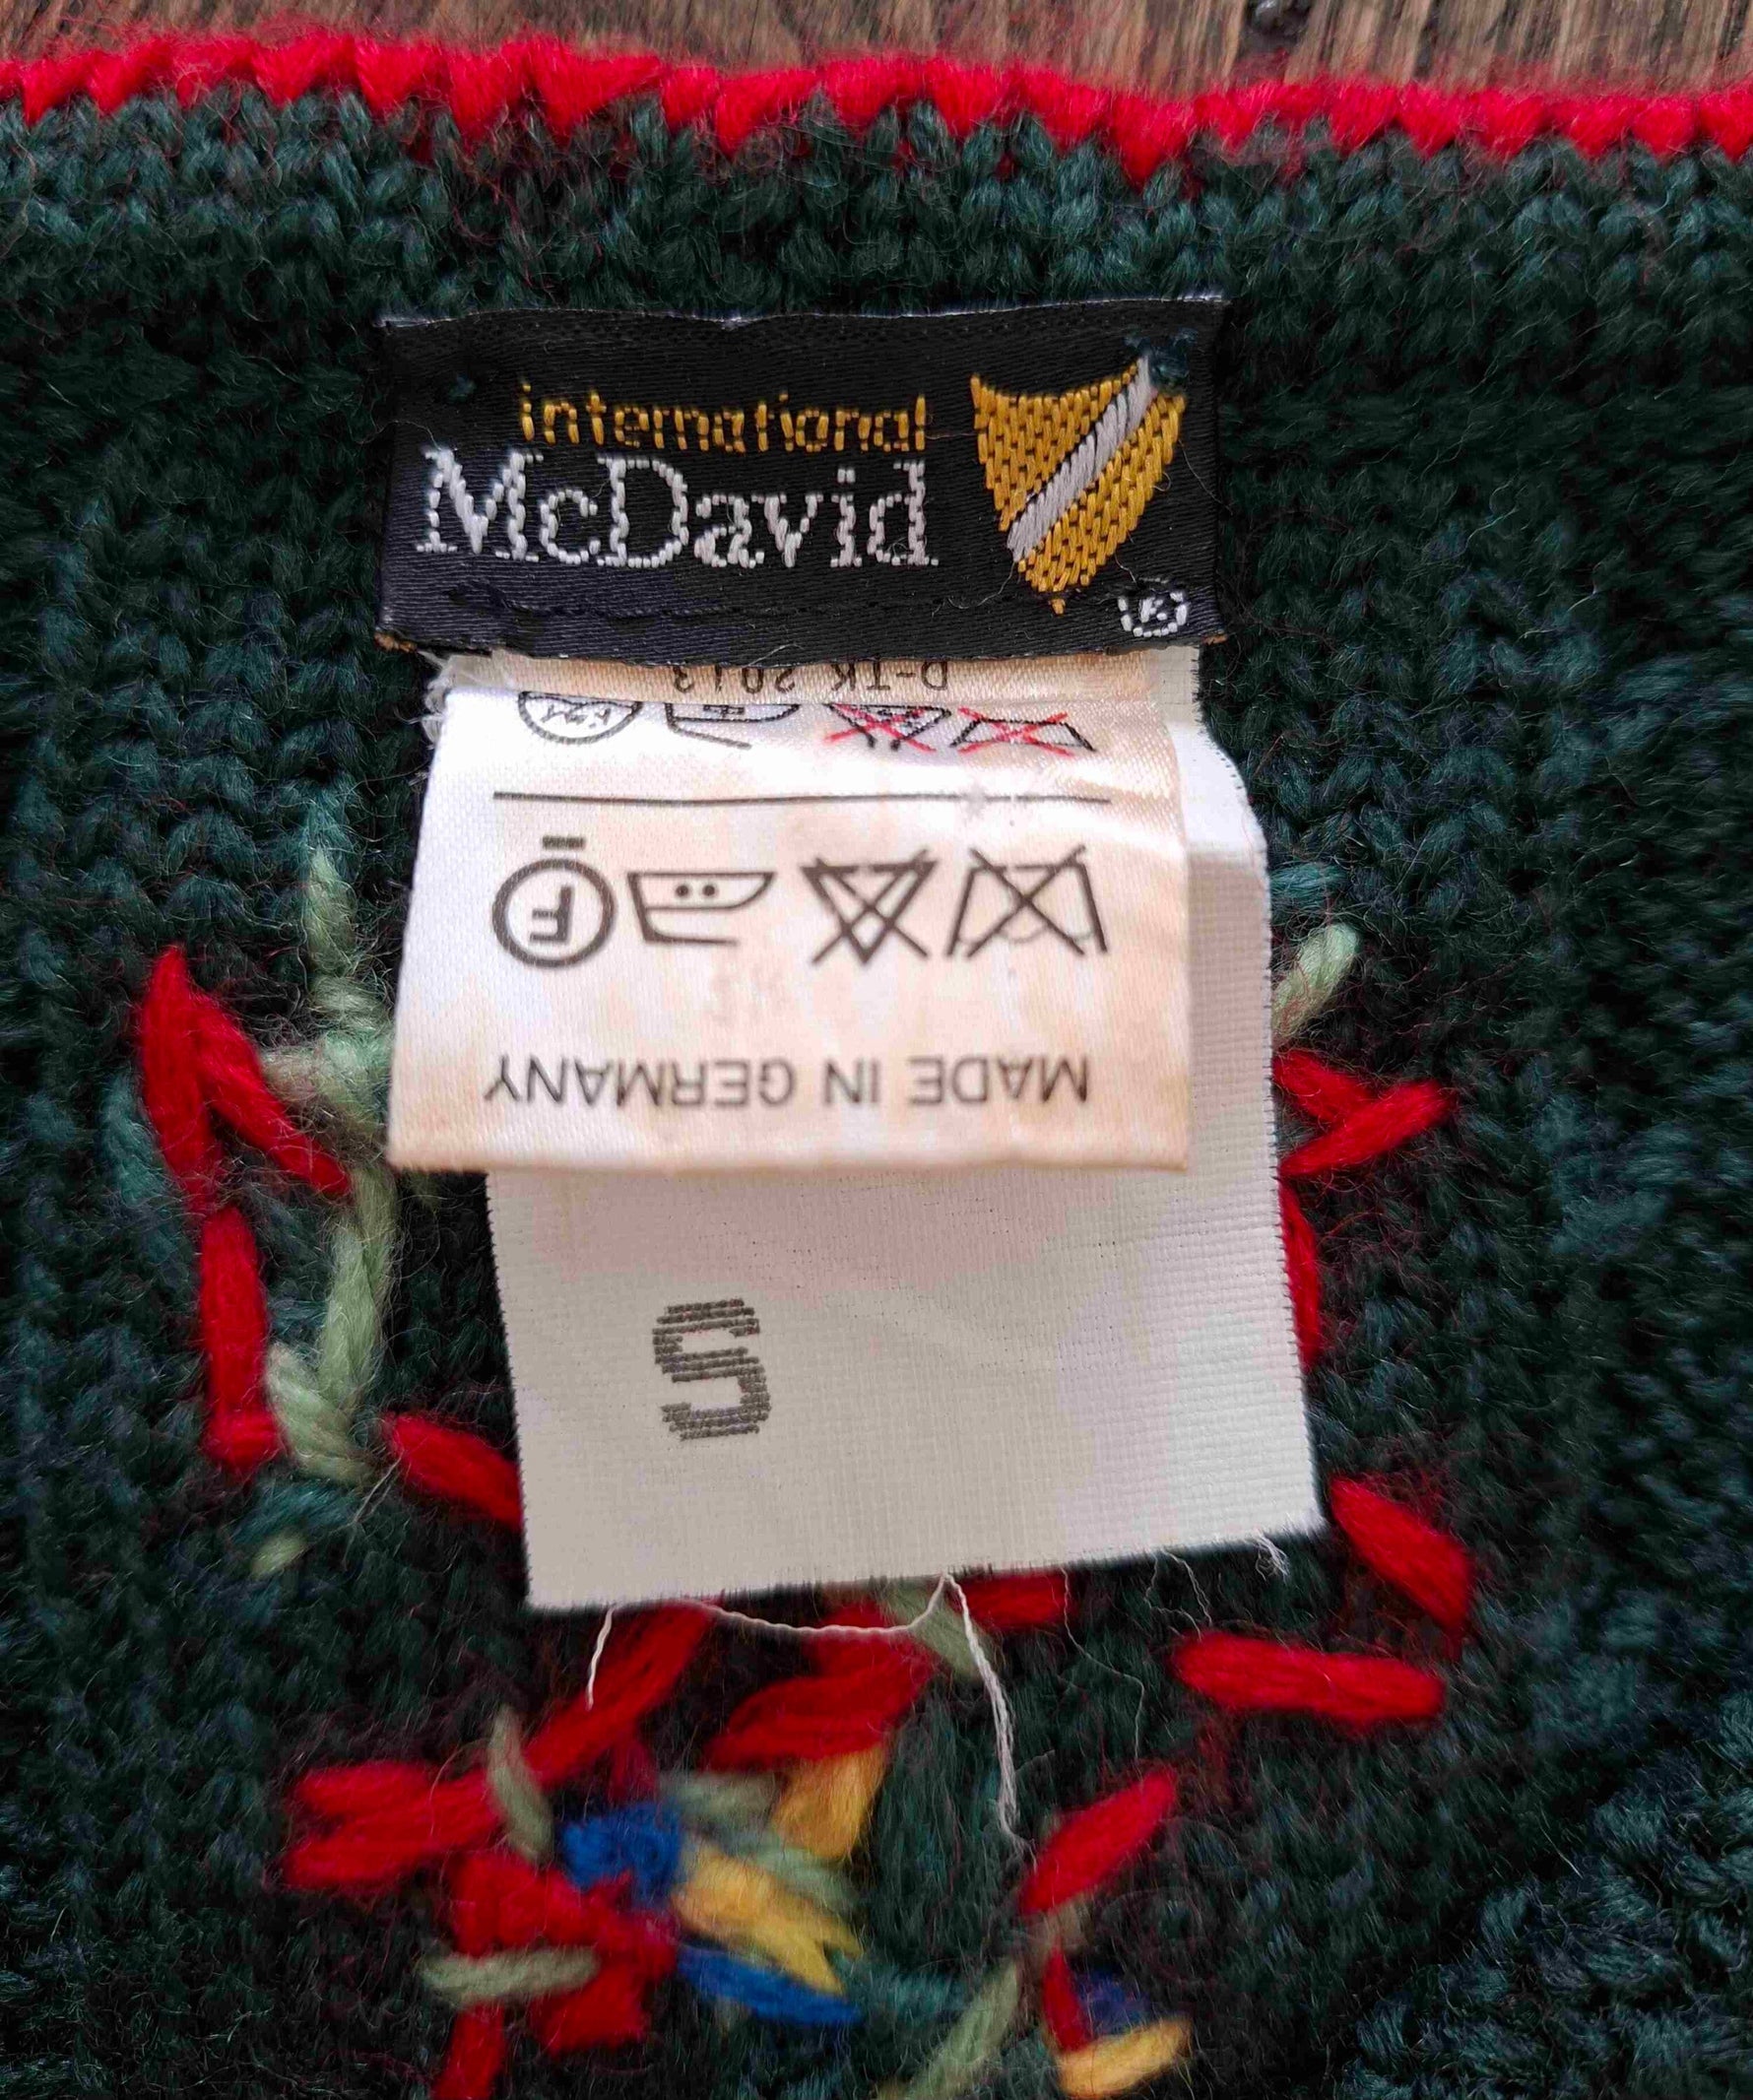 international
McDavid
®
D-TK 2013
F
MADE IN GERMANY
S